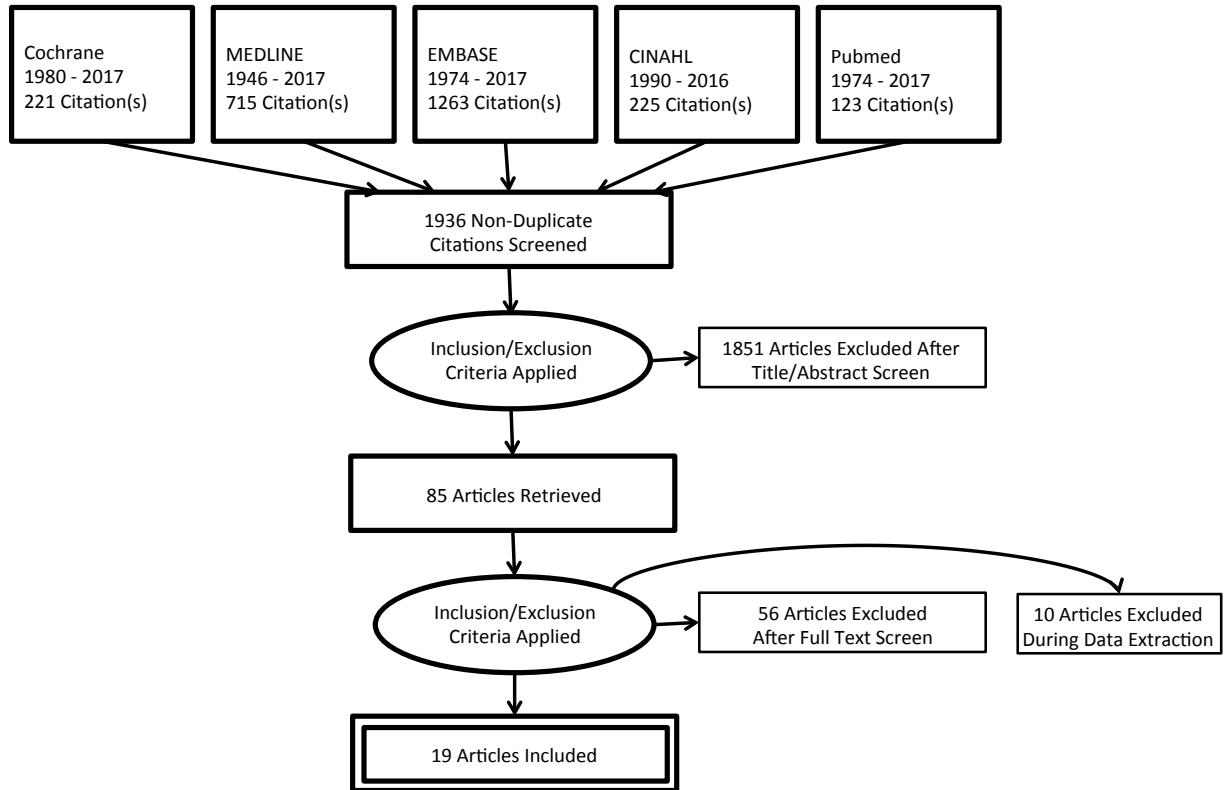 Cochrane
1980 - 2017
221 Citation(s)
MEDLINE
1946 - 2017
715 Citation(s)
EMBASE
1974 - 2017
1263 Citation(s)
CINAHL
1990 - 2016
225 Citation(s)
Pubmed
1974 - 2017
123 Citation(s)
1936 Non-Duplicate
Citations Screened
Inclusion/Exclusion
Criteria Applied
1851 Articles Excluded After
Title/Abstract Screen
85 Articles Retrieved
Inclusion/Exclusion
Criteria Applied
56 Articles Excluded
After Full Text Screen
10 Articles Excluded
During Data Extraction
19 Articles Included